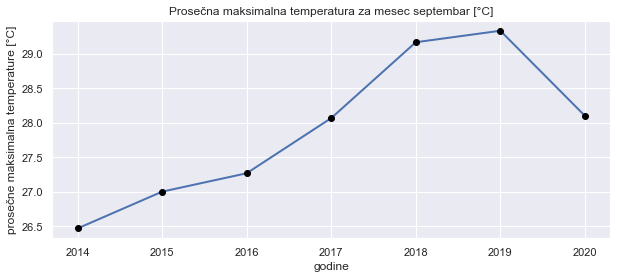 Prosečna maksimalna temperatura za mesec septembar [°C]
prosečne maksimalna temperature [°C]
29.0
28.5
28.0
27.5
27.0
26.5
2014 2015 2016 2017 2018 2019 2020
godine